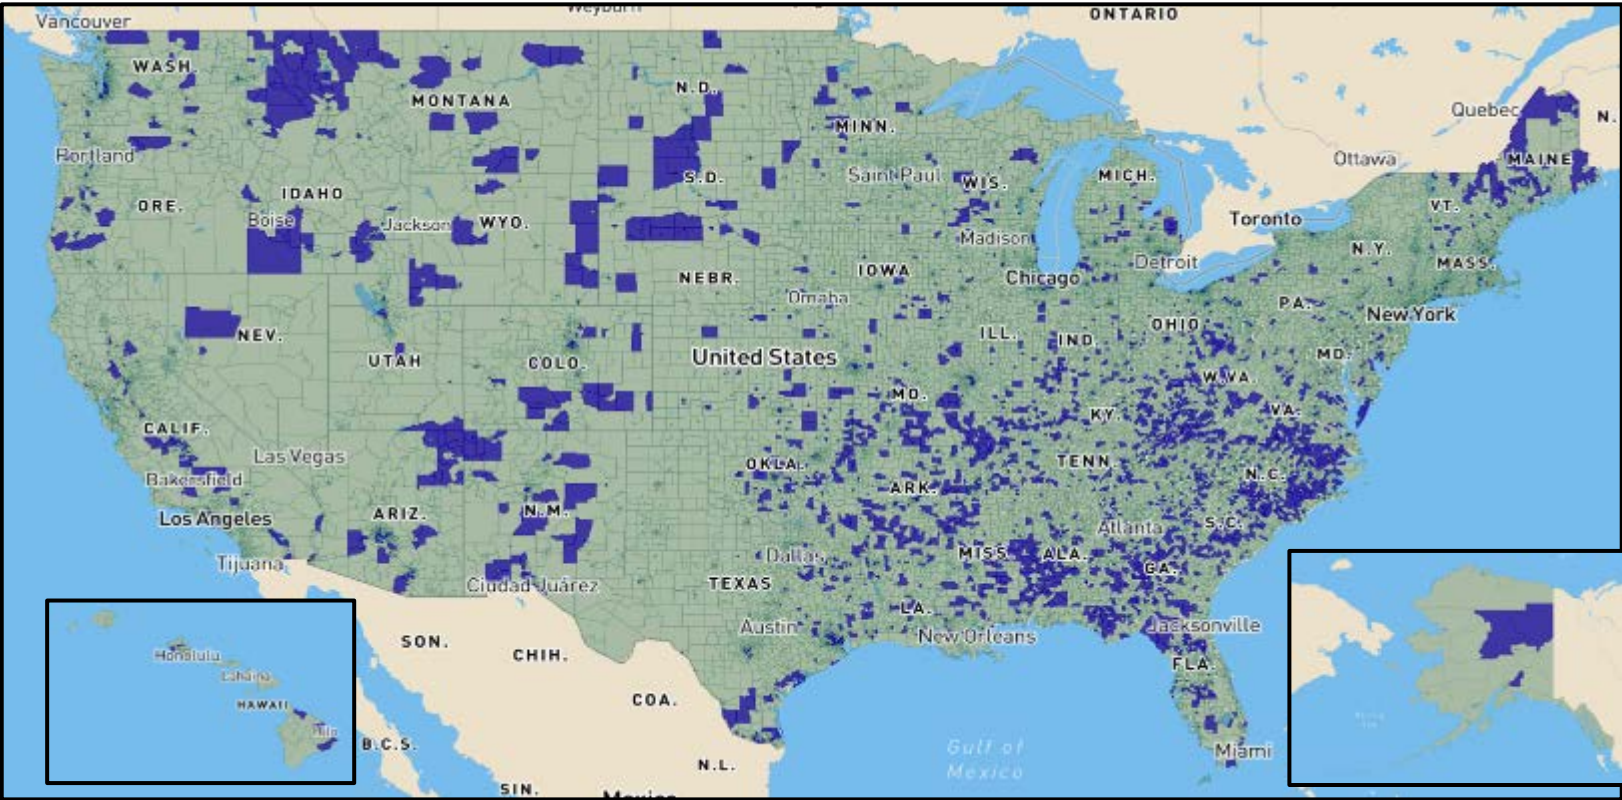 Weyburn
ONTARIO
Vancouver
WASH.
MONTANA
N.D.
MINN.
Quebec
N.
Portland
Saint Paul
WIS.
MICH.
Ottawa
MAINE
IDAHO
S.D.
ORE.
Boise
Jackson
WYO.
Toronto
VT.
Madison
N.Y.
NEBR.
IOWA
Chicago
Detroit
MASS.
Omaha
PA.
New York
NEV.
ILL.
IND.
OHIO
UTAH
COLO.
United States
MD.
W.VA.
MO.
KY.
VA.
CALIF.
Las Vegas
OKLA.
TENN.
Bakersfield
N.C.
ARK.
Los Angeles
ARIZ.
N.M.
Atlanta
S.C.
Tijuana
Dallas
MISS.
ALA.
GA.
Ciudad Juárez
TEXAS
LA.
Austin
New Orleans
Jacksonville
SON.
CHIH.
FLA.
Honolulu
Lahaina
COA.
HAWAII
Hilo
B.C.S.
Gulf of
Mexico
Miami
N.L.
SIN.
Mexico